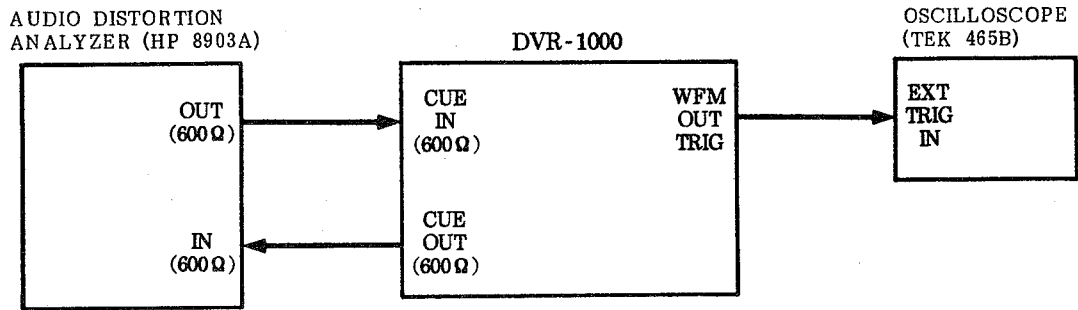 AUDIO DISTORTION
ANALYZER (HP 8903A)
OUT
(600Ω)
IN
(600Ω)
DVR-1000
CUE
IN
(600Ω)
CUE
OUT
(600Ω)
WFM
OUT
TRIG
OSCILLOSCOPE
(TEK 465B)
EXT
TRIG
IN